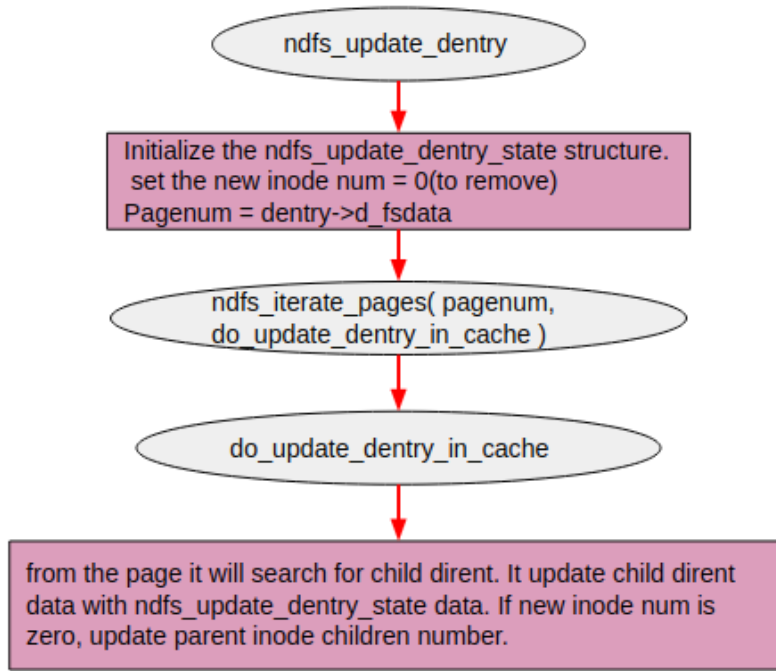 ndfs_update_dentry
Initialize the ndfs_update_dentry_state structure.
set the new inode num = 0(to remove)
Pagenum = dentry->d_fsdata
ndfs_iterate_pages( pagenum,
do_update_dentry_in_cache )
do_update_dentry_in_cache
from the page it will search for child dirent. It update child dirent
data with ndfs_update_dentry_state data. If new inode num is
zero, update parent inode children number.